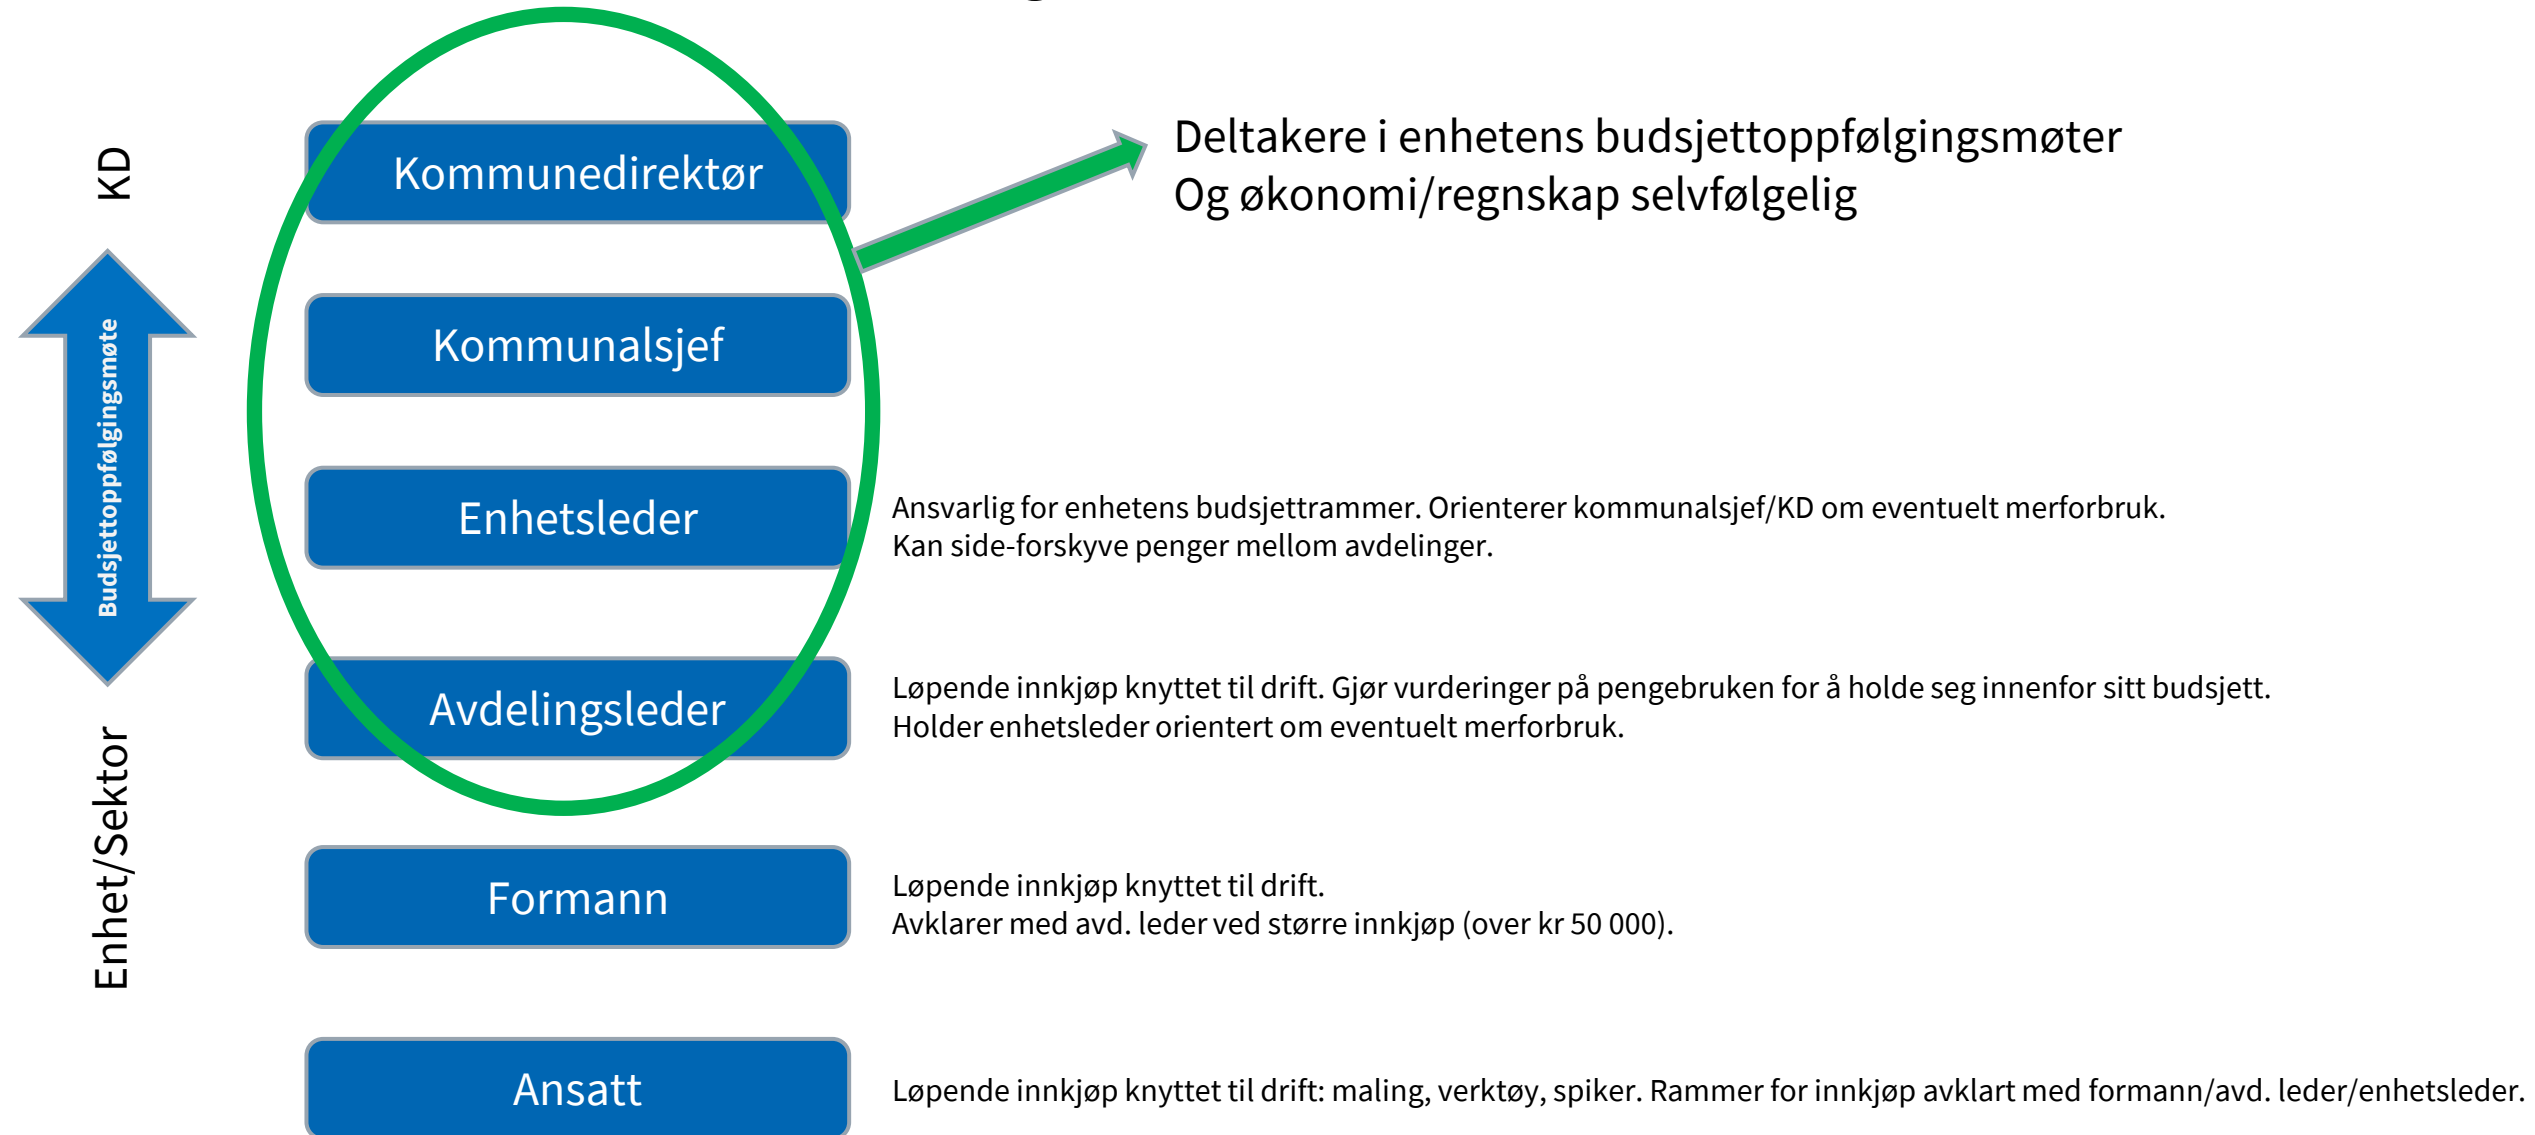 KD
Kommunedirektør
Deltakere i enhetens budsjettoppfølgingsmøter
Og økonomi/regnskap selvfølgelig
Budsjettoppfølgingsmøte
Kommunalsjef
Enhetsleder
Ansvarlig for enhetens budsjettrammer. Orienterer kommunalsjef/KD om eventuelt merforbruk.
Kan side-forskyve penger mellom avdelinger.
Enhet/Sektor
Avdelingsleder
Løpende innkjøp knyttet til drift. Gjør vurderinger på pengebruken for å holde seg innenfor sitt budsjett.
Holder enhetsleder orientert om eventuelt merforbruk.
Formann
Løpende innkjøp knyttet til drift.
Avklarer med avd. leder ved større innkjøp (over kr 50 000).
Ansatt
Løpende innkjøp knyttet til drift: maling, verktøy, spiker. Rammer for innkjøp avklart med formann/avd. leder/enhetsleder.